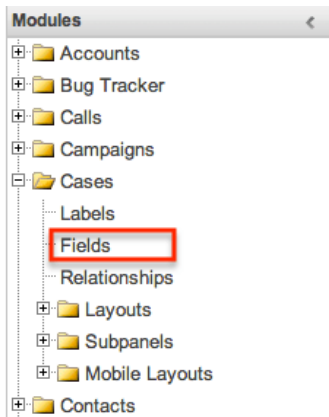 Modules
Accounts
Bug Tracker
Calls
Campaigns
Cases
Labels
Fields
Relationships
Layouts
Subpanels
Mobile Layouts
Contacts